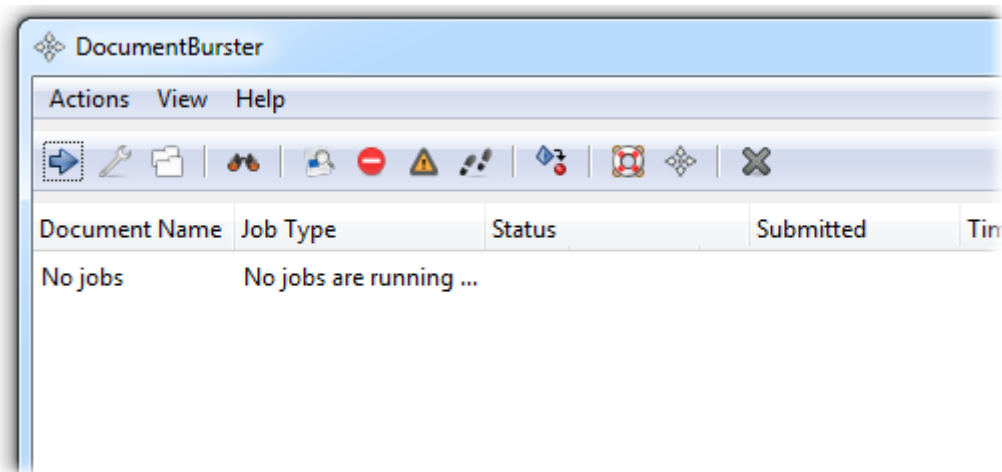 DocumentBurster
Actions View Help
Document Name Job Type Status Submitted
No jobs No jobs are running ...